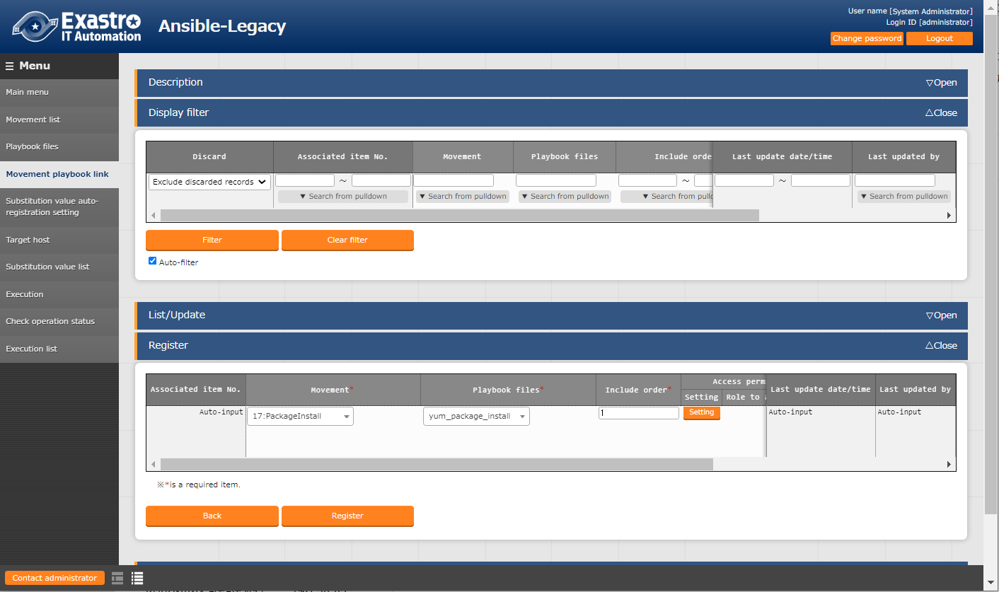 Exastro
IT Automation
Ansible-Legacy
User name [System Administrator]
Login ID [administrator]
Change password
Logout
Menu
Main menu
Movement list
Playbook files
Movement playbook link
Substitution value auto-
registration setting
Target host
Substitution value list
Execution
Check operation status
Execution list
Contact administrator
Description
▽Open
Display filter
△Close
Discard
Associated item No.
Movement
Playbook files
Include orde
Last update date/time
Last updated by
Exclude discarded records
~
~
~
▼ Search from pulldown
▼ Search from pulldown
▼ Search from pulldown
▼ Search from pulld
▼ Search from pulldown
Filter
Clear filter
Auto-filter
List/Update
▽Open
Register
△Close
Associated item No.
Movement*
Playbook files*
Include order*
Access perm
Setting
Role to a
Last update date/time
Last updated by
Auto-input
17:PackageInstall
yum_package_install
1
Setting
Auto-input
Auto-input
※*is a required item.
Back
Register